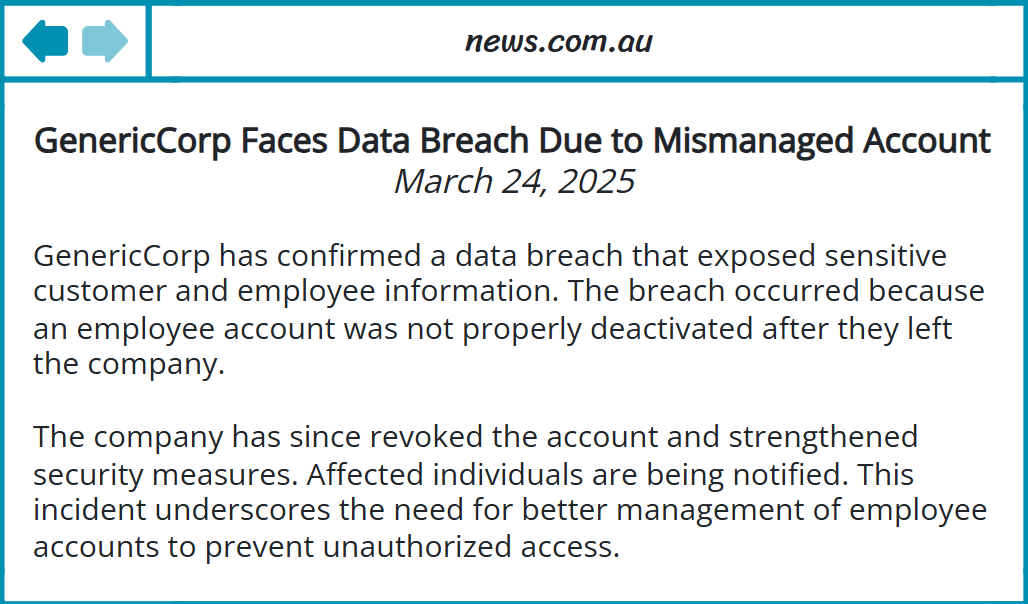 news.com.au
GenericCorp Faces Data Breach Due to Mismanaged Account
March 24, 2025
GenericCorp has confirmed a data breach that exposed sensitive
customer and employee information. The breach occurred because
an employee account was not properly deactivated after they left
the company.
The company has since revoked the account and strengthened
security measures. Affected individuals are being notified. This
incident underscores the need for better management of employee
accounts to prevent unauthorized access.